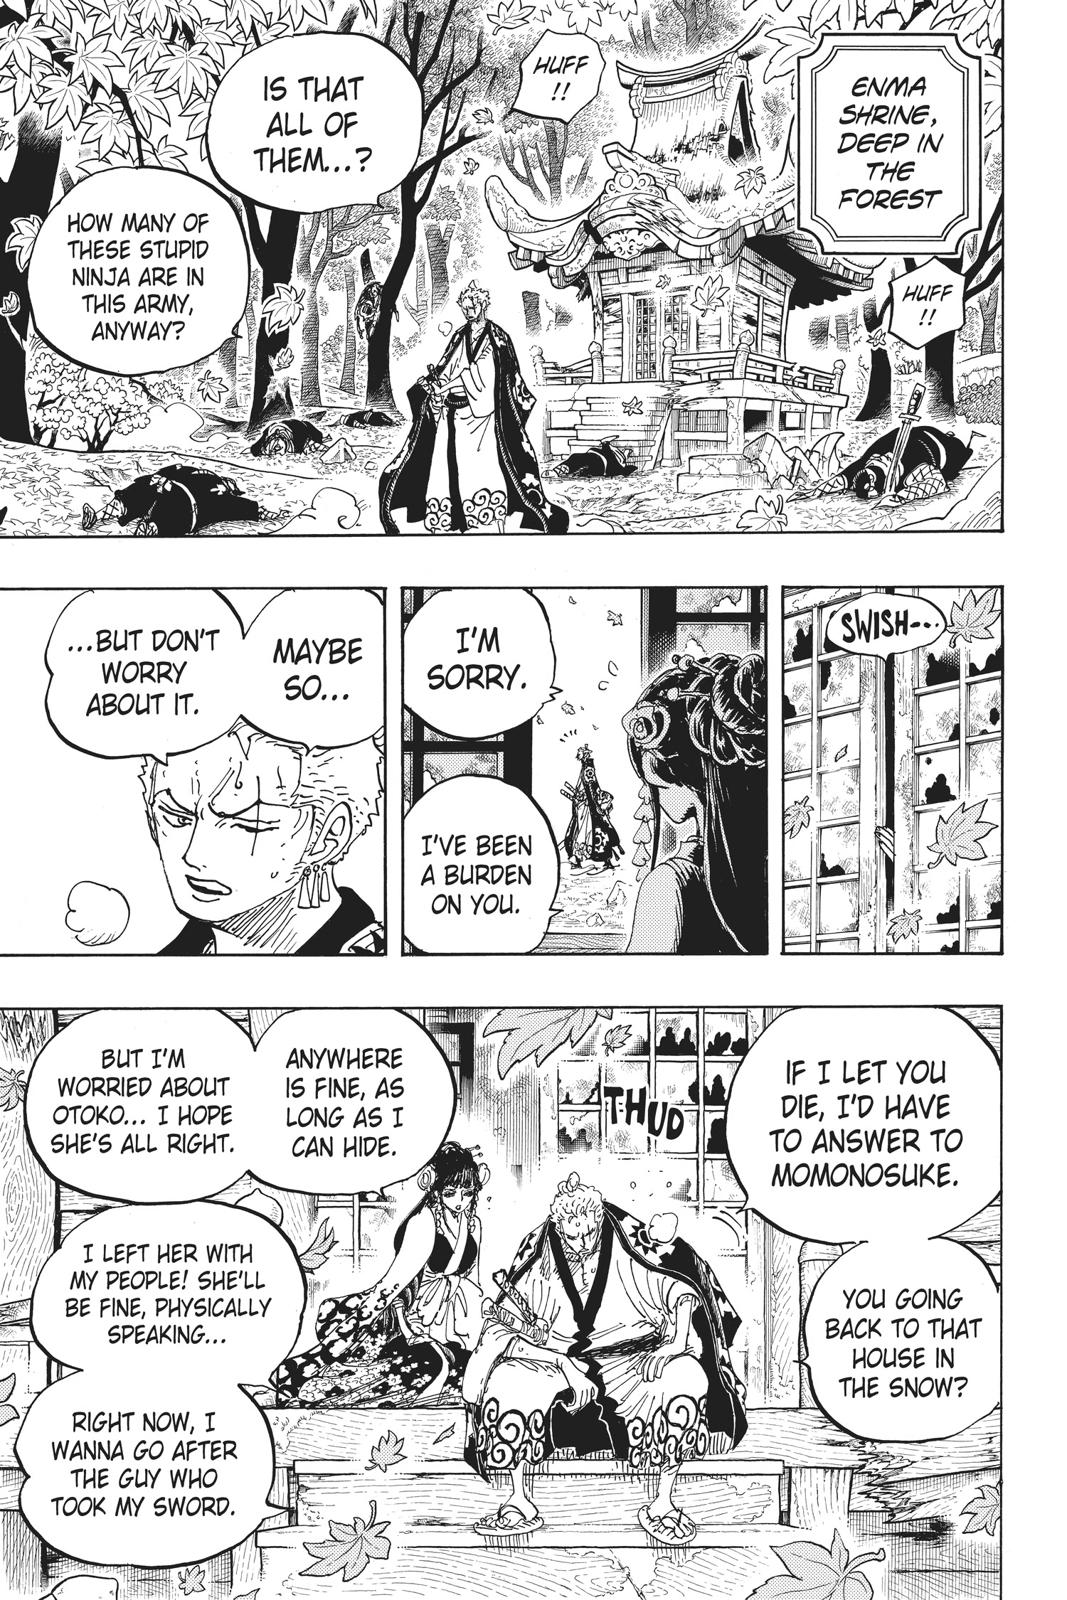 ENMA
SHRINE,
DEEP IN
THE
FOREST
HUFF
!!
HUFF
!!
IS THAT
ALL OF
THEM...?
HOW MANY OF
THESE STUPID
NINJA ARE IN
THIS ARMY,
ANYWAY?
SWISH--..
I'M
SORRY.
I'VE BEEN
A BURDEN
ON YOU.
MAYBE
SO...
...BUT DON'T
WORRY
ABOUT IT.
IF I LET YOU
DIE, I'D HAVE
TO ANSWER TO
MOMONOSUKE.
YOU GOING
BACK TO THAT
HOUSE IN
THE SNOW?
THUD
ANYWHERE
IS FINE, AS
LONG AS I
CAN HIDE.
BUT I'M
WORRIED ABOUT
OTOKO... I HOPE
SHE'S ALL RIGHT.
I LEFT HER WITH
MY PEOPLE! SHE'LL
BE FINE, PHYSICALLY
SPEAKING...
RIGHT NOW, I
WANNA GO AFTER
THE GUY WHO
TOOK MY SWORD.